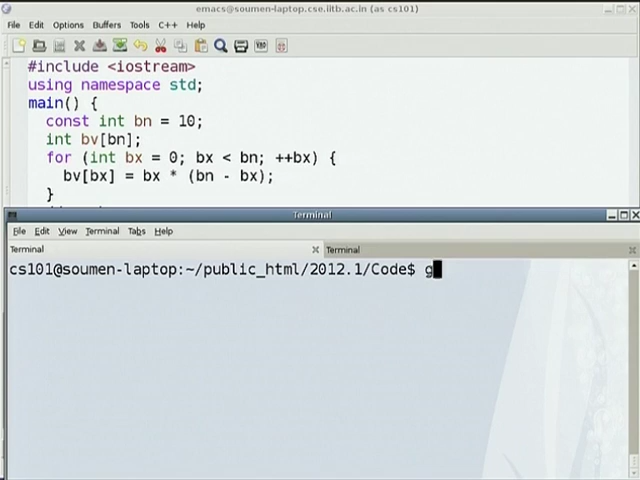 emacs@soumen-laptop.cse.iitb.ac.in (as cs101)
File Edit Options Buffers Tools C++ Help
#include <iostream>
using namespace std;
main() {
const int bn = 10;
int bv[bn];
for (int bx = 0; bx < bn; ++bx) {
bv[bx] = bx * (bn - bx);
}
Terminal
File Edit View Terminal Tabs Help
Terminal
Terminal
cs101@soumen-laptop:~/public_html/2012.1/Code$ g